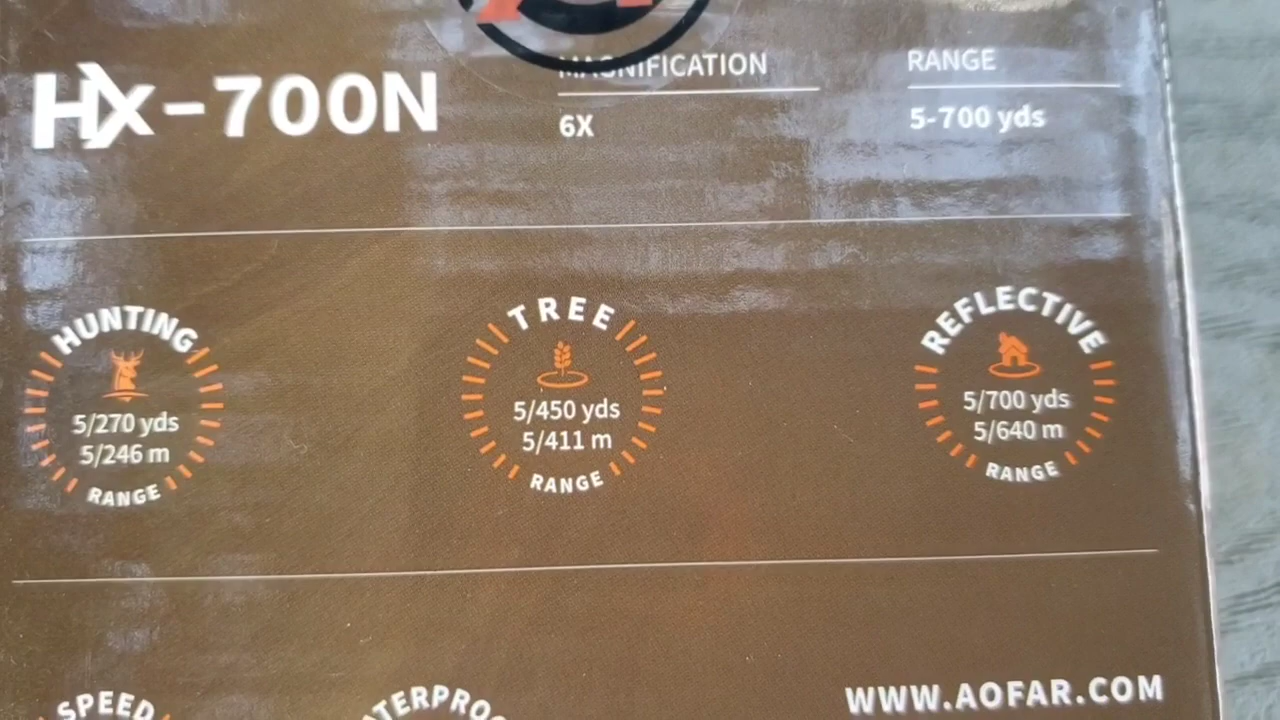 HX-700N
MAGNIFICATION
6X
RANGE
5-700 yds
HUNTING
5/270 yds
5/246 m
RANGE
TREE
5/450 yds
5/411 m
RANGE
REFLECTIVE
5/700 yds
5/640 m
RANGE
SPEED
ATERPROO
WWW.AOFAR.COM